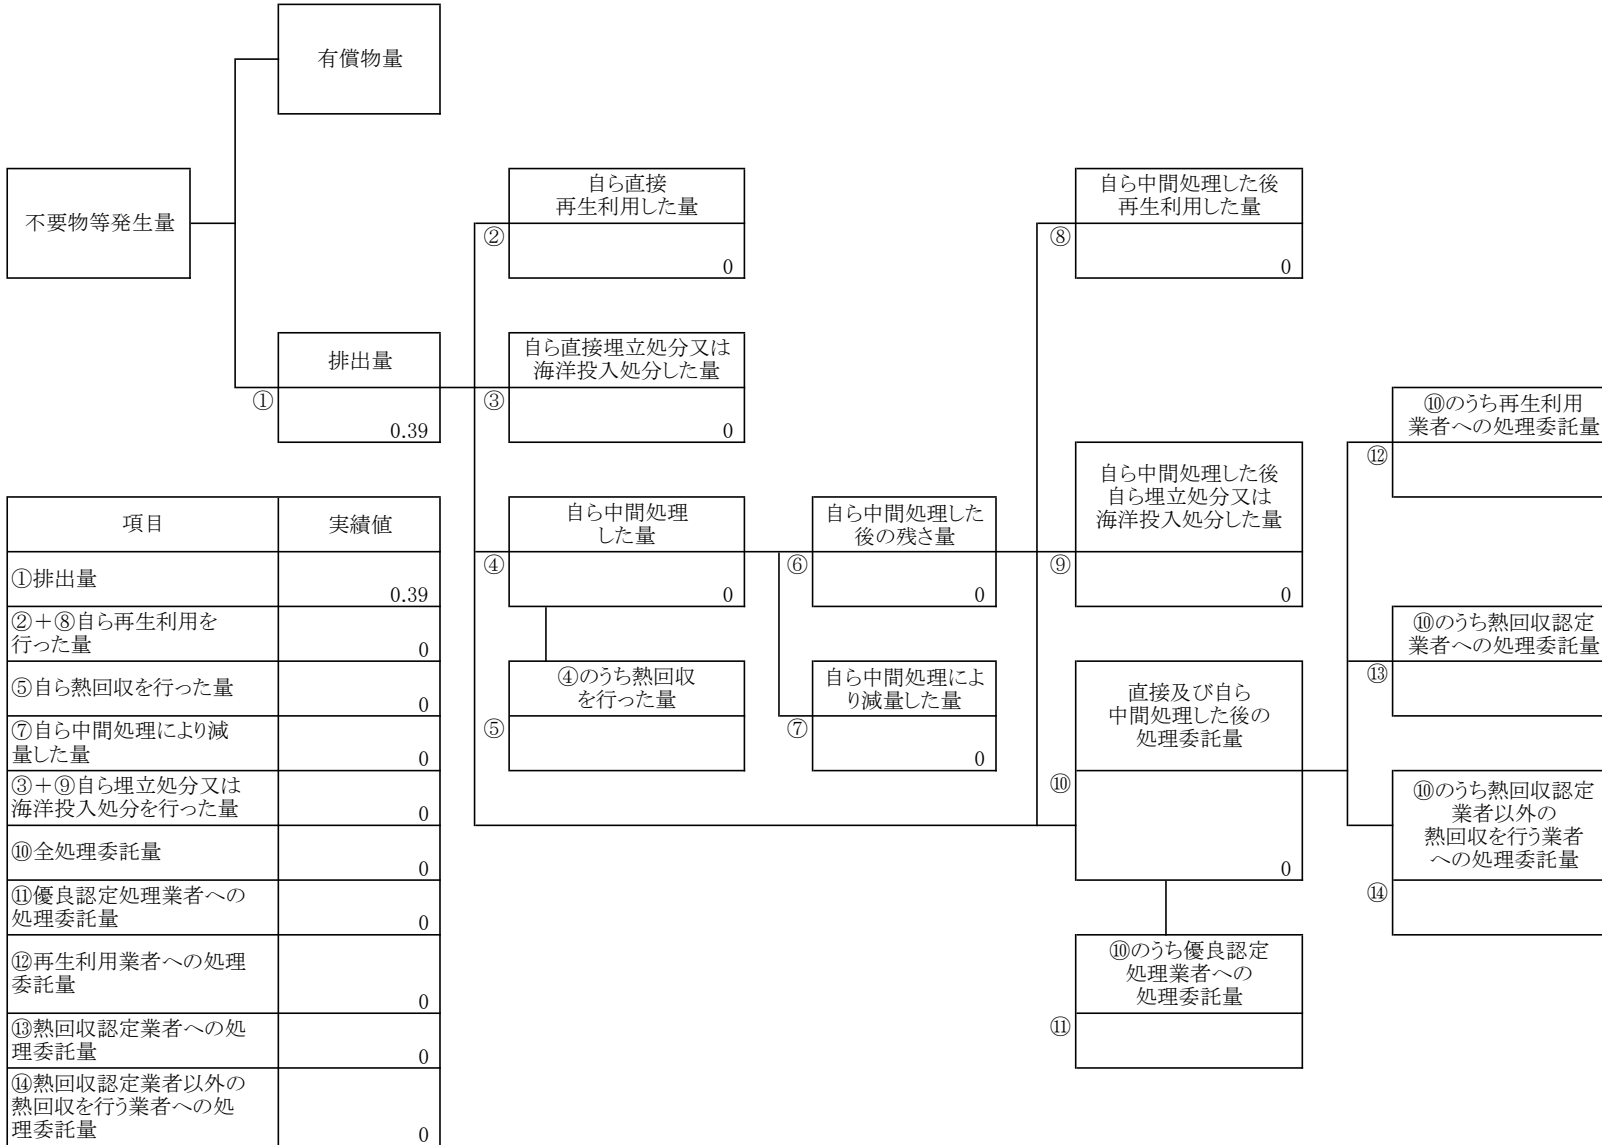 有償物量
不要物等発生量
自ら直接
再生利用した量
②
0
自ら中間処理した後
再生利用した量
⑧
0
排出量
①
0.39
自ら直接埋立処分又は
海洋投入処分した量
③
0
⑩のうち再生利用
業者への処理委託量
⑫
自ら中間処理
した量
④
0
自ら中間処理した
後の残さ量
⑥
0
自ら中間処理した後
自ら埋立処分又は
海洋投入処分した量
⑨
0
⑩のうち熱回収認定
業者への処理委託量
⑬
④のうち熱回収
を行った量
⑤
自ら中間処理によ
り減量した量
⑦
0
直接及び自ら
中間処理した後の
処理委託量
⑩
0
⑩のうち熱回収認定
業者以外の
熱回収を行う業者
への処理委託量
⑭
⑩のうち優良認定
処理業者への
処理委託量
⑪
項目
実績値
①排出量
0.39
②+⑧自ら再生利用を
行った量
0
⑤自ら熱回収を行った量
0
⑦自ら中間処理により減
量した量
0
③+⑨自ら埋立処分又は
海洋投入処分を行った量
0
⑩全処理委託量
0
⑪優良認定処理業者への
処理委託量
0
⑫再生利用業者への処理
委託量
0
⑬熱回収認定業者への処
理委託量
0
⑭熱回収認定業者以外の
熱回収を行う業者への処
理委託量
0